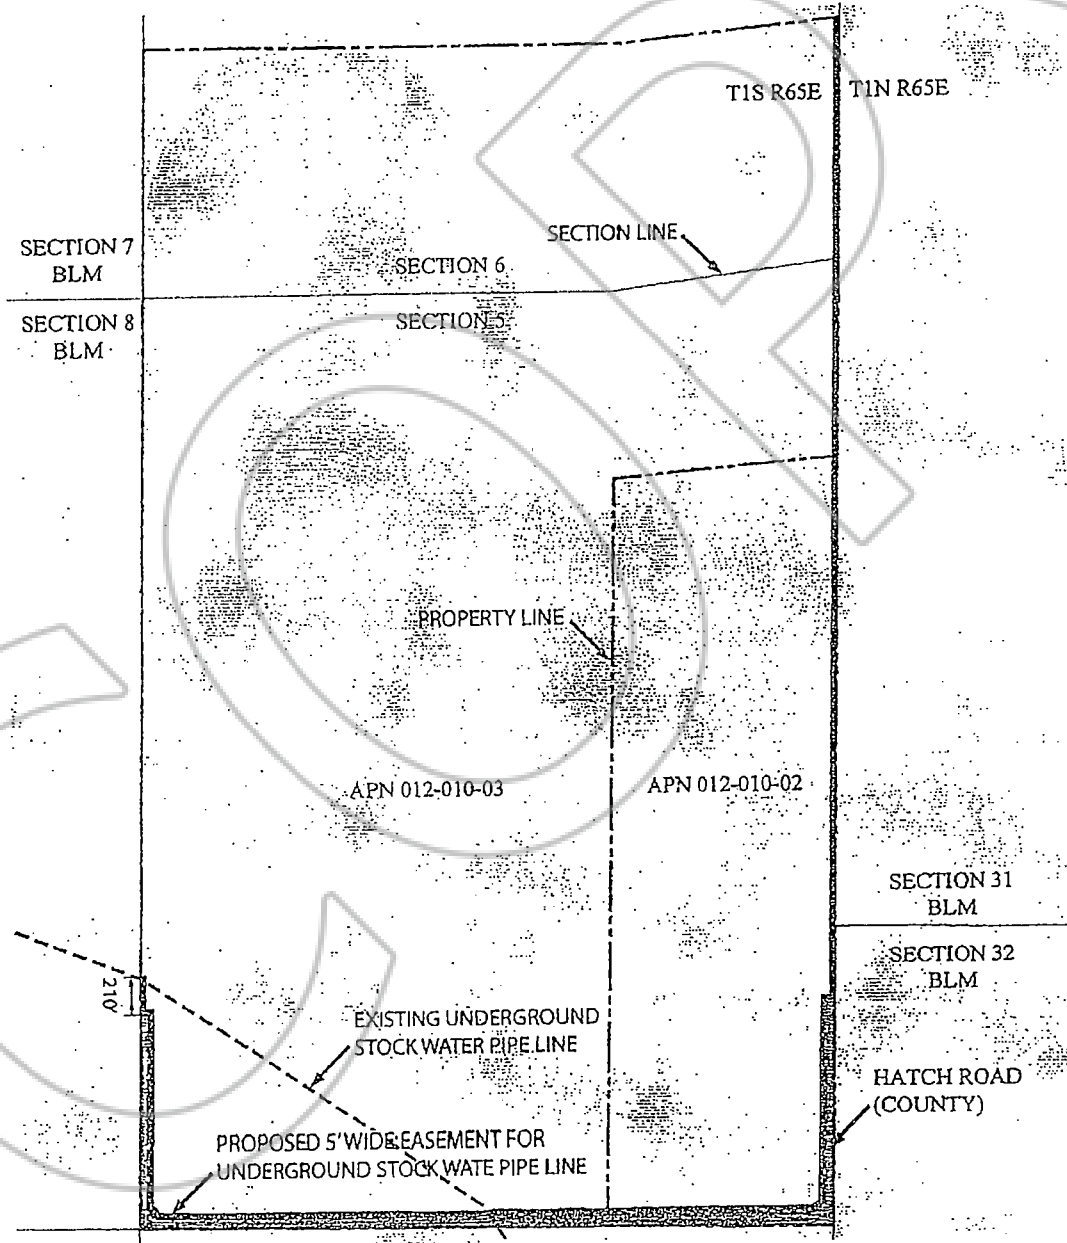 T1S R65E T1N R65E
SECTION LINE
SECTION 7
BLM
SECTION 6
SECTION 8
BLM
SECTION 5
PROPERTY LINE
APN 012-010-03
APN 012-010-02
SECTION 31
BLM
SECTION 32
BLM
210'
EXISTING UNDERGROUND
STOCK WATER PIPE LINE
HATCH ROAD
(COUNTY)
PROPOSED 5' WIDE EASEMENT FOR
UNDERGROUND STOCK WATE PIPE LINE
COP